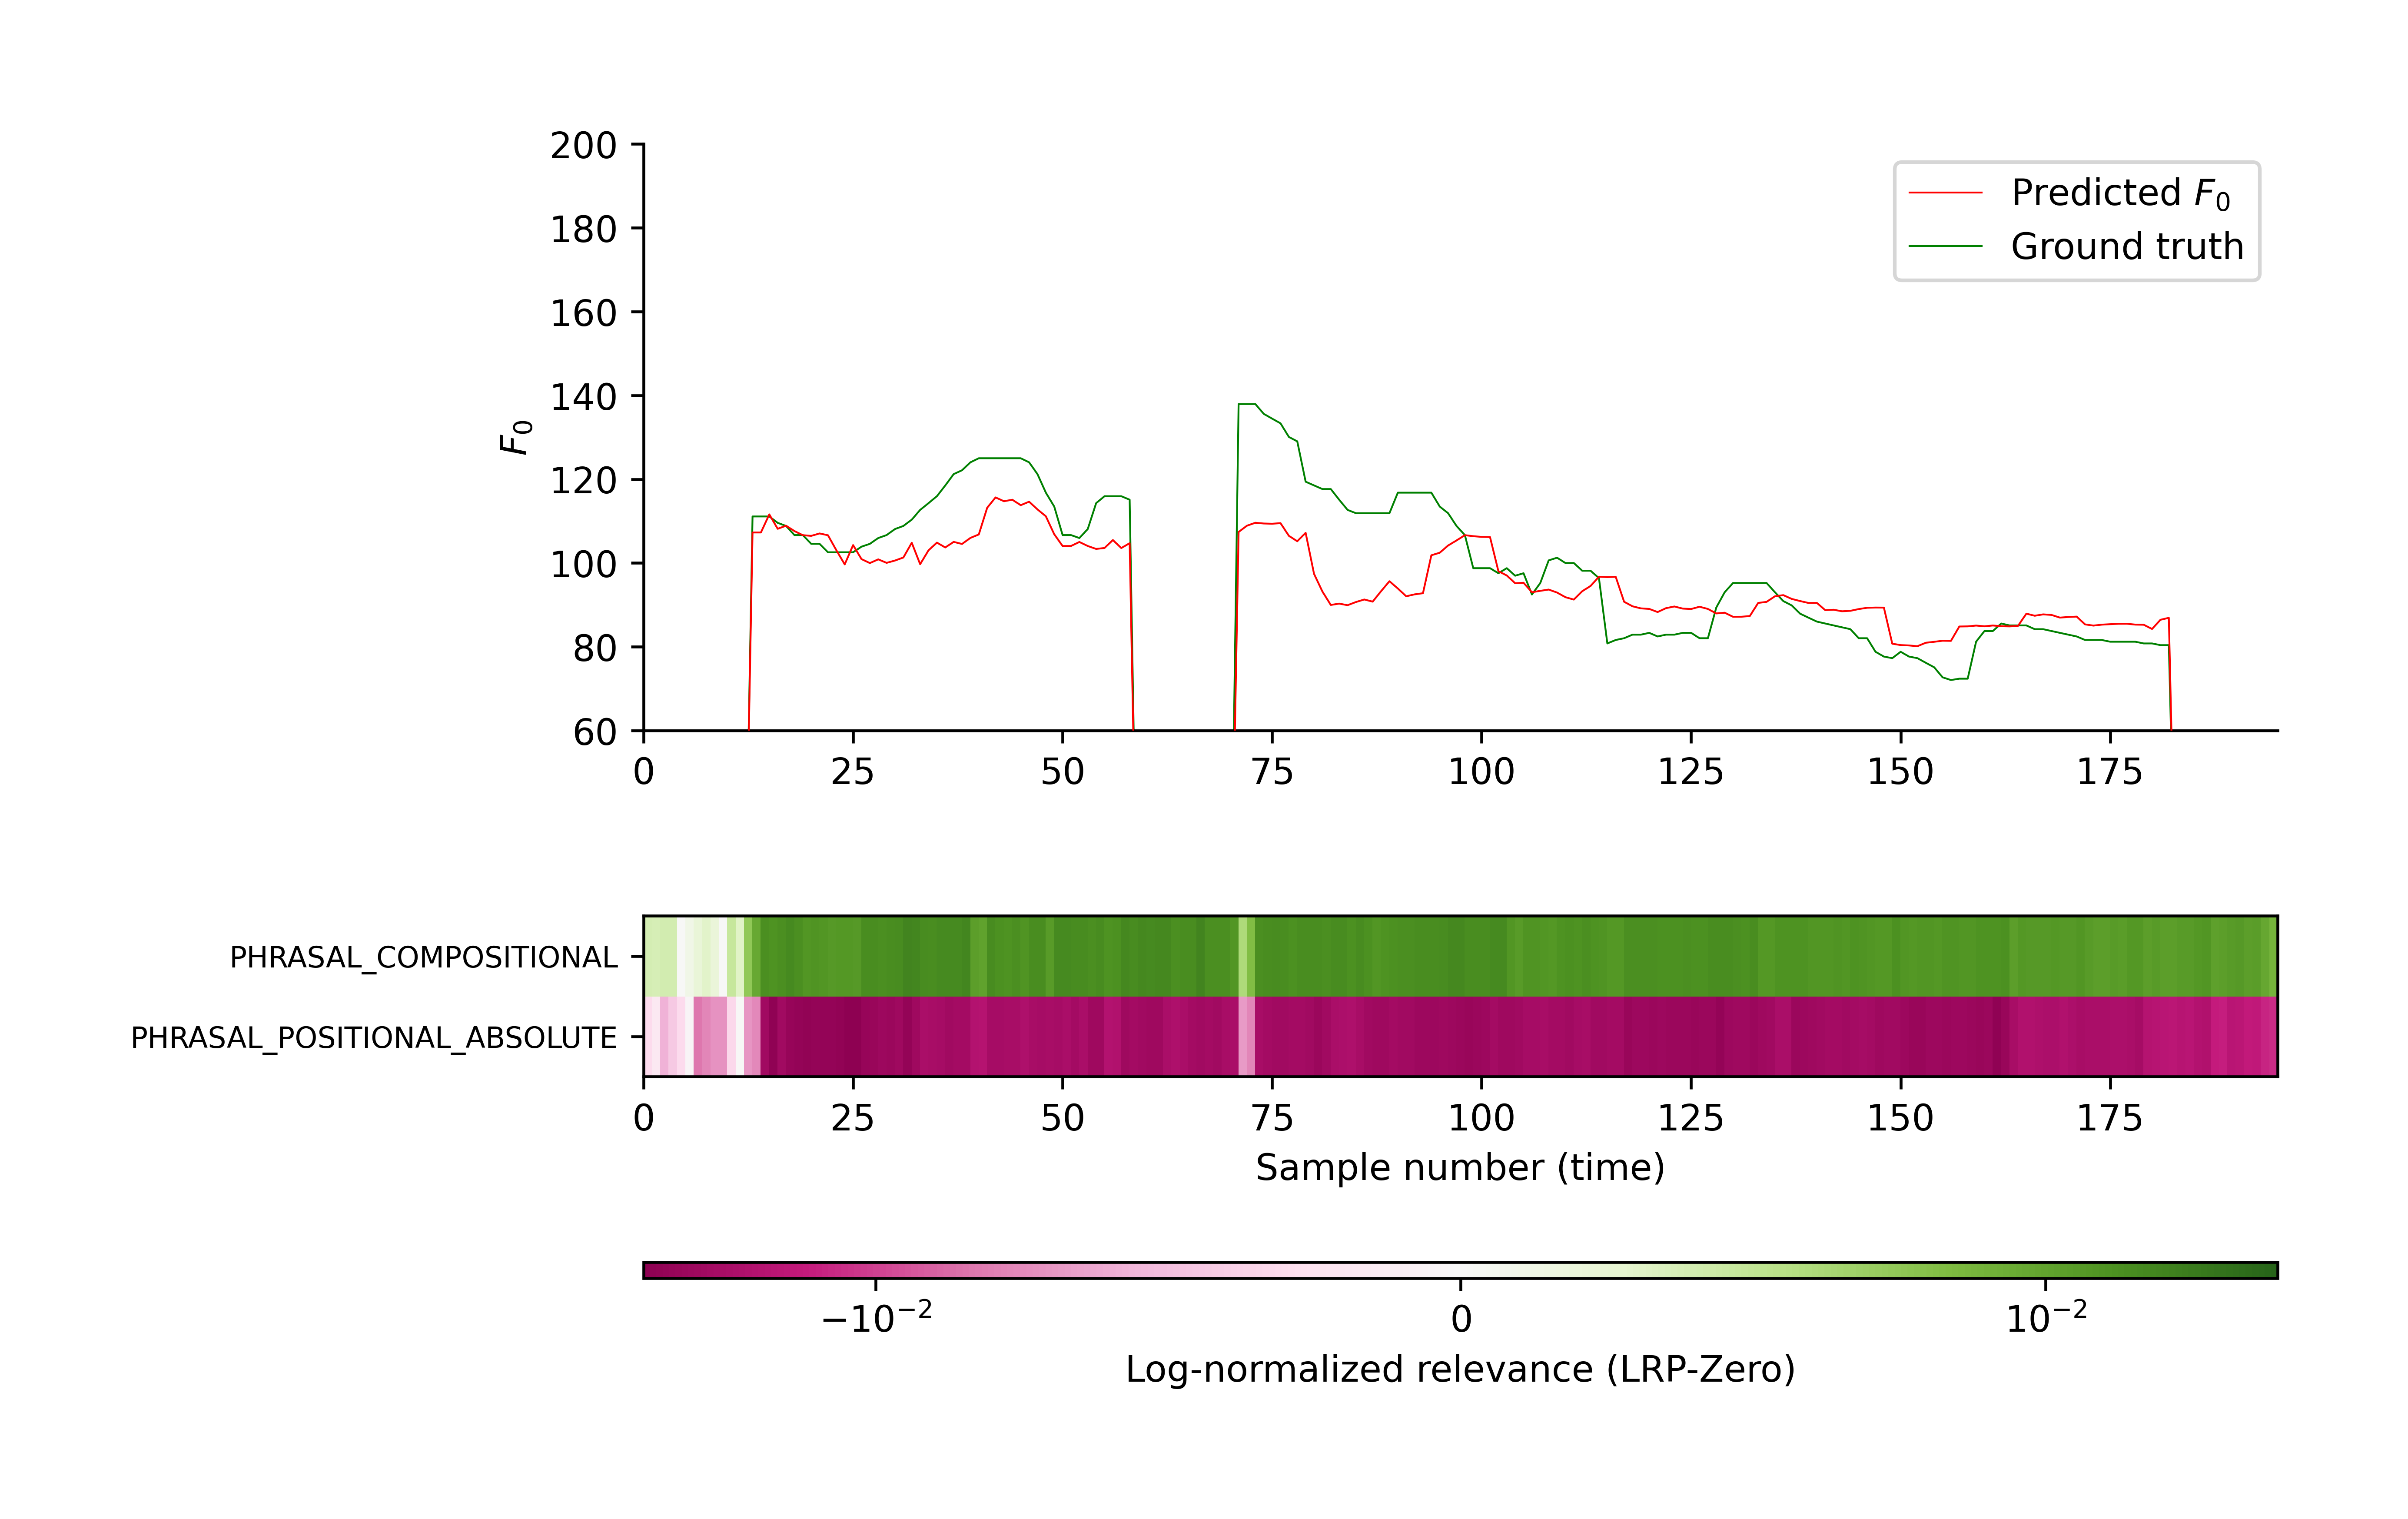 200
180
160
140
120
100
80
60
F₀
Predicted F₀
Ground truth
0 25 50 75 100 125 150 175
PHRASAL_COMPOSITIONAL
PHRASAL_POSITIONAL_ABSOLUTE
0 25 50 75 100 125 150 175
Sample number (time)
−10⁻² 0 10⁻²
Log-normalized relevance (LRP-Zero)